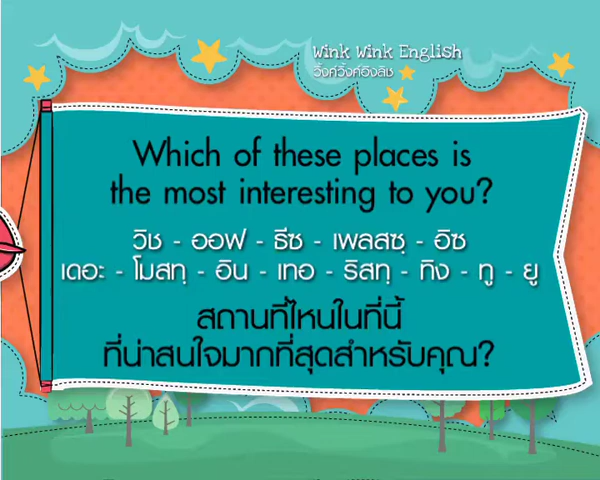 Wink Wink English
วิ้งค์วิ้งค์อิงลิช
Which of these places is
the most interesting to you?
วิช - ออฟ - ธีซ - เพลสซฺ - อิซ
เดอะ - โมสทฺ - อิน - เทอ - ริสทฺ - ทิง - ทู - ยู
สถานที่ไหนในที่นี้
ที่น่าสนใจมากที่สุดสำหรับคุณ?